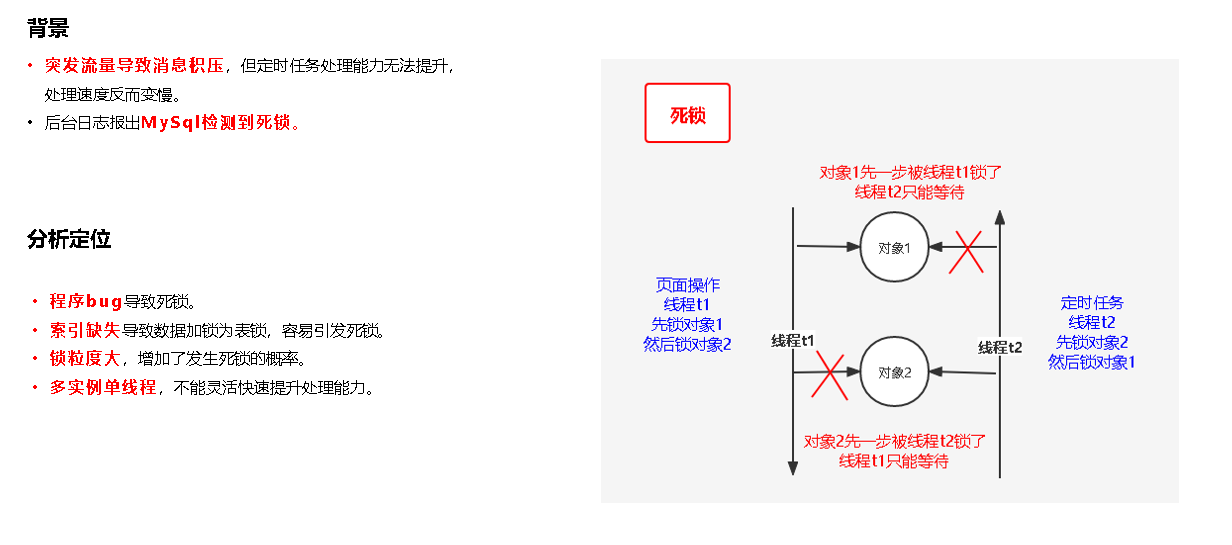 背景
• 突发流量导致消息积压，但定时任务处理能力无法提升，
处理速度反而变慢。
• 后台日志报出MySql检测到死锁。
分析定位
• 程序bug导致死锁。
• 索引缺失导致数据加锁为表锁，容易引发死锁。
• 锁粒度大，增加了发生死锁的概率。
• 多实例单线程，不能灵活快速提升处理能力。
死锁
对象1先一步被线程t1锁了
线程t2只能等待
对象1
页面操作
线程t1
先锁对象1
然后锁对象2
线程t1
线程t2
定时任务
线程t2
先锁对象2
然后锁对象1
对象2
对象2先一步被线程t2锁了
线程t1只能等待